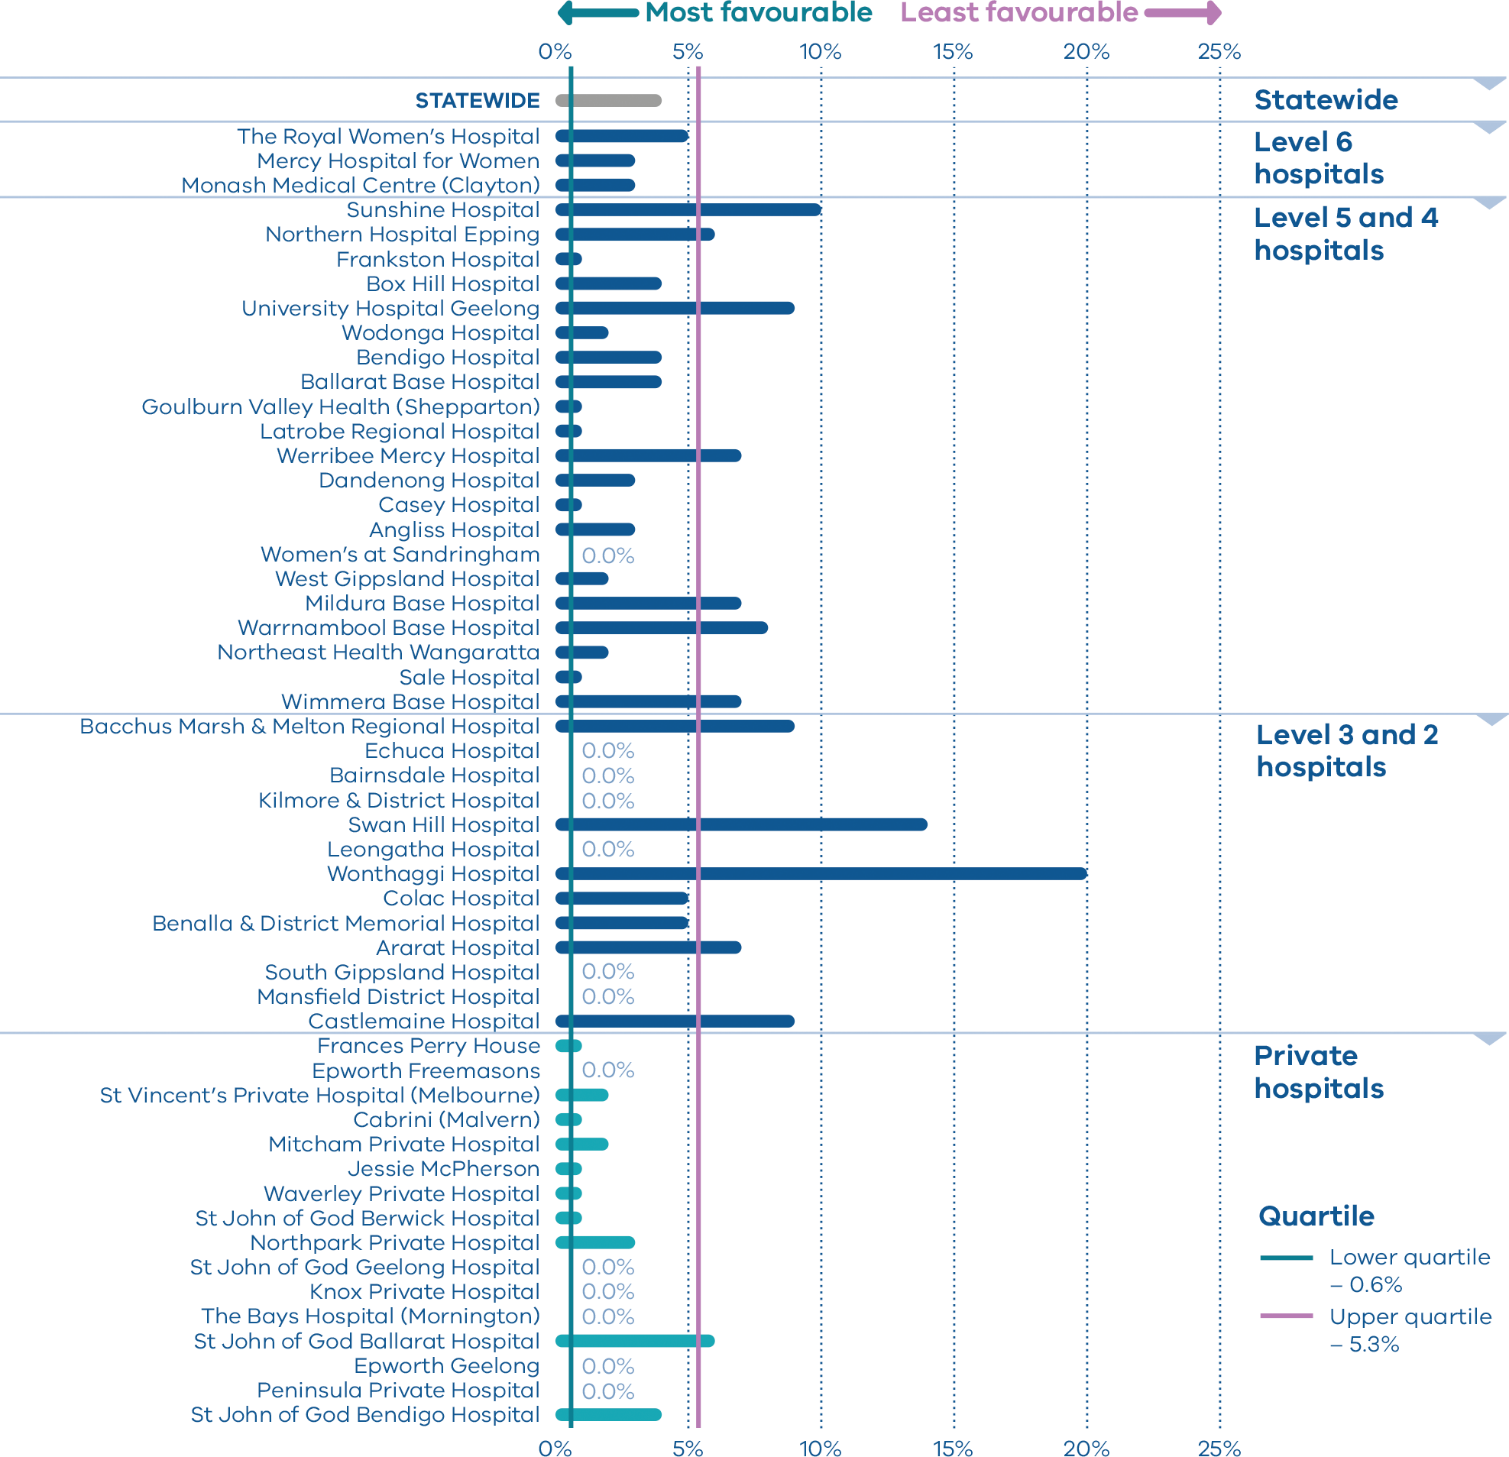 Most favourable Least favourable
0% 5% 10% 15% 20% 25%
STATEWIDE
Statewide
The Royal Women’s Hospital
Mercy Hospital for Women
Monash Medical Centre (Clayton)
Level 6
hospitals
Sunshine Hospital
Northern Hospital Epping
Frankston Hospital
Box Hill Hospital
University Hospital Geelong
Wodonga Hospital
Bendigo Hospital
Ballarat Base Hospital
Goulburn Valley Health (Shepparton)
Latrobe Regional Hospital
Werribee Mercy Hospital
Dandenong Hospital
Casey Hospital
Angliss Hospital
Women’s at Sandringham 0.0%
West Gippsland Hospital
Mildura Base Hospital
Warrnambool Base Hospital
Northeast Health Wangaratta
Sale Hospital
Wimmera Base Hospital
Level 5 and 4
hospitals
Bacchus Marsh & Melton Regional Hospital
Echuca Hospital 0.0%
Bairnsdale Hospital 0.0%
Kilmore & District Hospital 0.0%
Swan Hill Hospital
Leongatha Hospital 0.0%
Wonthaggi Hospital
Colac Hospital
Benalla & District Memorial Hospital
Ararat Hospital
South Gippsland Hospital 0.0%
Mansfield District Hospital 0.0%
Castlemaine Hospital
Level 3 and 2
hospitals
Frances Perry House
Epworth Freemasons 0.0%
St Vincent’s Private Hospital (Melbourne)
Cabrini (Malvern)
Mitcham Private Hospital
Jessie McPherson
Waverley Private Hospital
St John of God Berwick Hospital
Northpark Private Hospital
St John of God Geelong Hospital 0.0%
Knox Private Hospital 0.0%
The Bays Hospital (Mornington) 0.0%
St John of God Ballarat Hospital
Epworth Geelong 0.0%
Peninsula Private Hospital 0.0%
St John of God Bendigo Hospital
Private
hospitals
Quartile
Lower quartile
– 0.6%
Upper quartile
– 5.3%
0% 5% 10% 15% 20% 25%